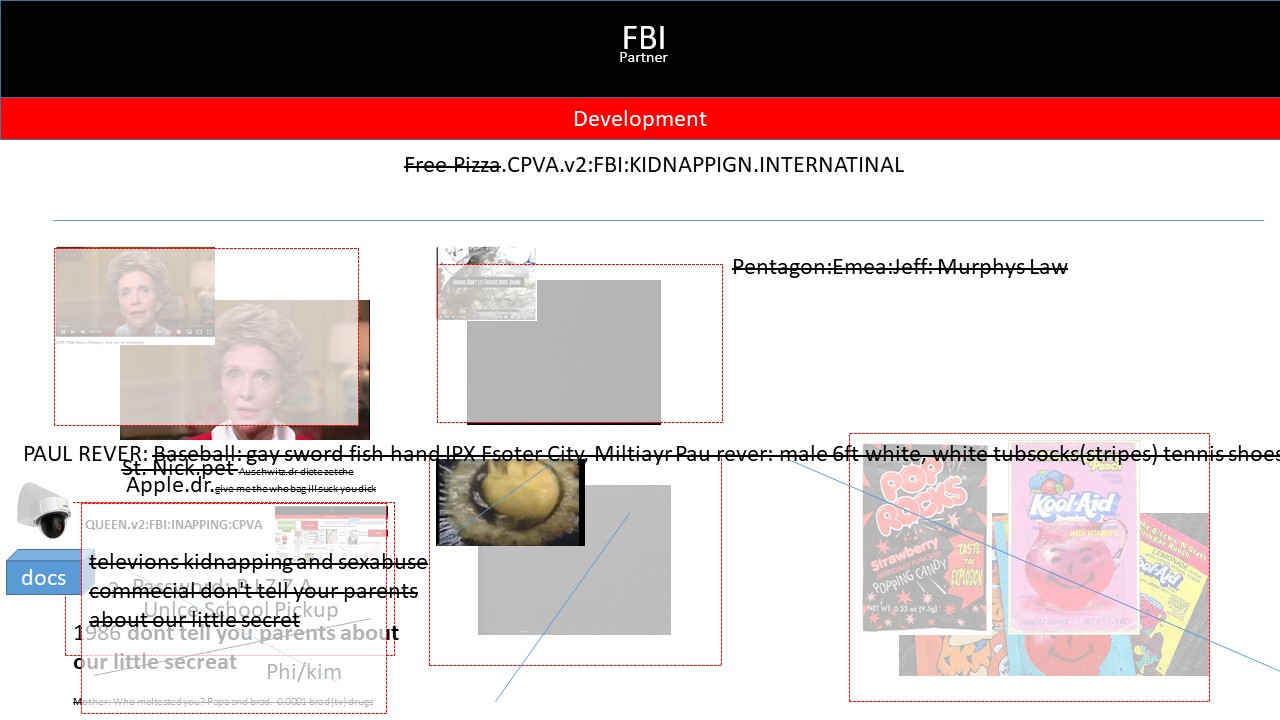 FBI
Partner
Development
Free Pizza.CPVA.v2:FBI:KIDNAPPIGN.INTERNATINAL
Pentagon:Emea:Jeff: Murphys Law
PAUL REVER: Baseball: gay sword fish hand JPX Fsoter City, Miltiayr Pau rever: male 6ft white, white tubsocks(stripes) tennis shoes
St. Nick.pet Auschwitz.dr dietezetche
Apple.dr.give me the who bag ill suck you dick
QUEEN.v2:FBI:INAPPING:CPVA
docs
televions kidnapping and sexabuse
commecial don't tell your parents
about our little secret
a. Password: P.I.Z.Z.A
Unlce School Pickup
1986 dont tell you parents about
our little secreat
Phi/kim
Mother: Who moltested you? Papa and brad. 0.0001 brad (tv) drugs
POP ROCKS
Strawberry
ARTIFICIALLY FLAVORED
POPPING CANDY
TASTE THE EXPLOSION
NET WT. 0.33 oz (9.5g)
Punch
Kool-Aid
LEMONADE
Kool-Aid